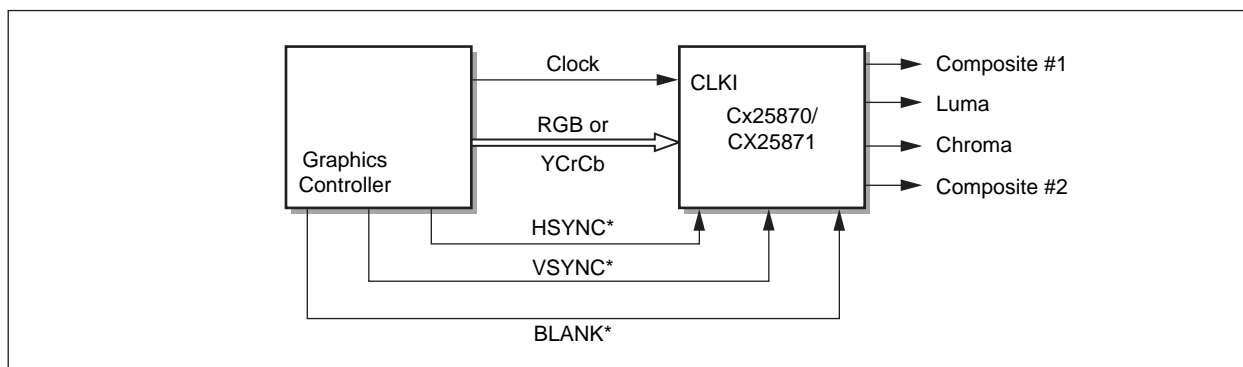 Clock
CLKI
Cx25870/
CX25871
RGB or
YCrCb
Graphics
Controller
Composite #1
Luma
Chroma
Composite #2
HSYNC*
VSYNC*
BLANK*